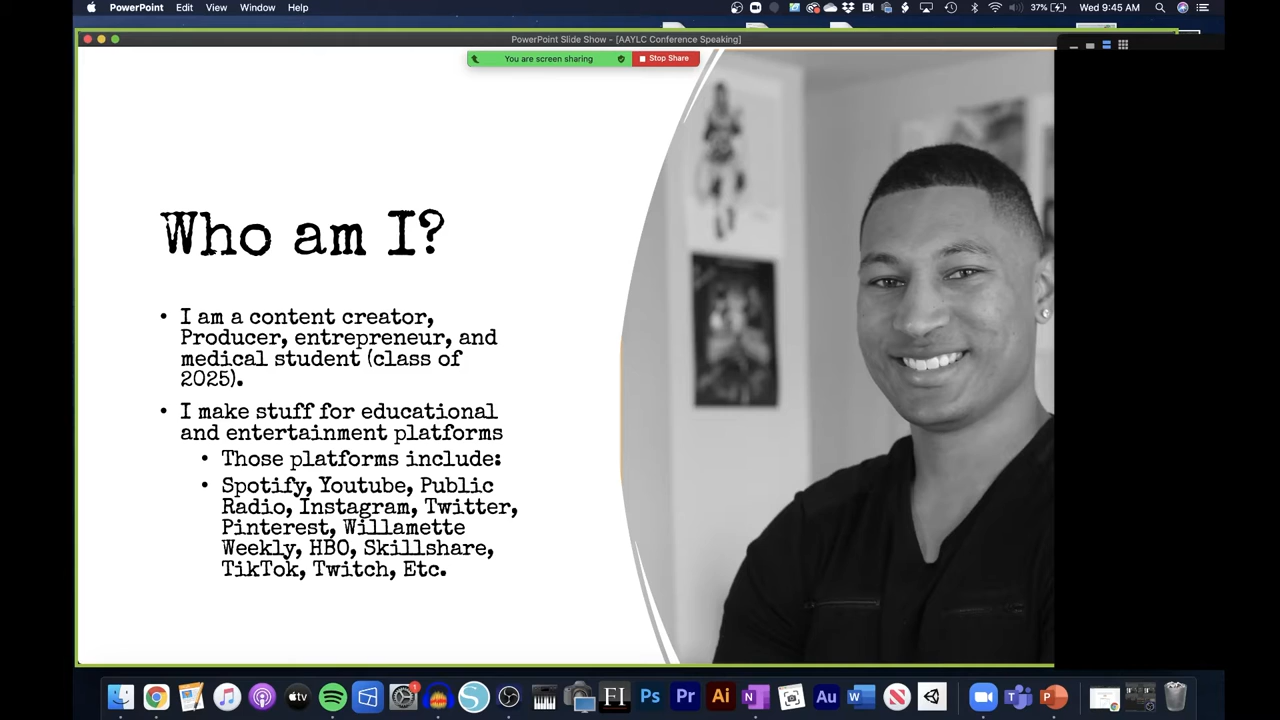 PowerPoint Edit View Window Help 37% Wed 9:45 AM
PowerPoint Slide Show - [AAYLC Conference Speaking]
You are screen sharing Stop Share
Who am I?
• I am a content creator,
Producer, entrepreneur, and
medical student (class of
2025).
• I make stuff for educational
and entertainment platforms
• Those platforms include:
• Spotify, Youtube, Public
Radio, Instagram, Twitter,
Pinterest, Willamette
Weekly, HBO, Skillshare,
TikTok, Twitch, Etc.
tv 1 FI Ps Pr Ai N Au W N T P